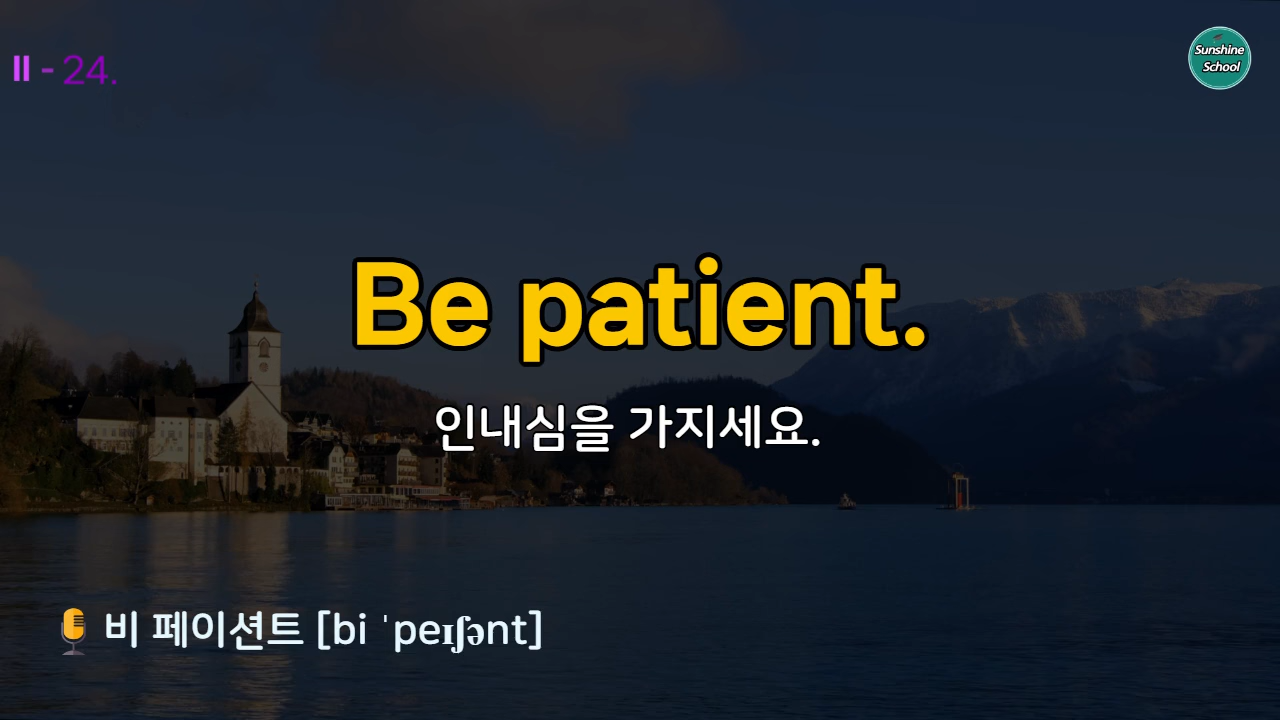 II - 24.
Sunshine
School
Be patient.
인내심을 가지세요.
비 페이션트 [bi ˈpeɪʃənt]